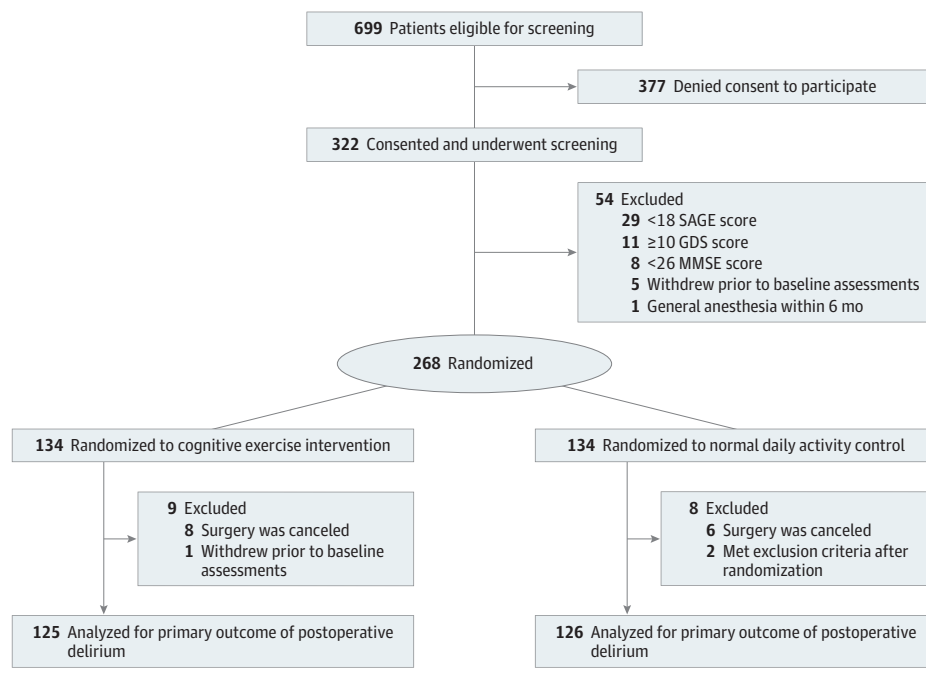 699 Patients eligible for screening
377 Denied consent to participate
322 Consented and underwent screening
54 Excluded
29 <18 SAGE score
11 ≥10 GDS score
8 <26 MMSE score
5 Withdrew prior to baseline assessments
1 General anesthesia within 6 mo
268 Randomized
134 Randomized to cognitive exercise intervention
9 Excluded
8 Surgery was canceled
1 Withdrew prior to baseline
assessments
125 Analyzed for primary outcome of postoperative
delirium
134 Randomized to normal daily activity control
8 Excluded
6 Surgery was canceled
2 Met exclusion criteria after
randomization
126 Analyzed for primary outcome of postoperative
delirium